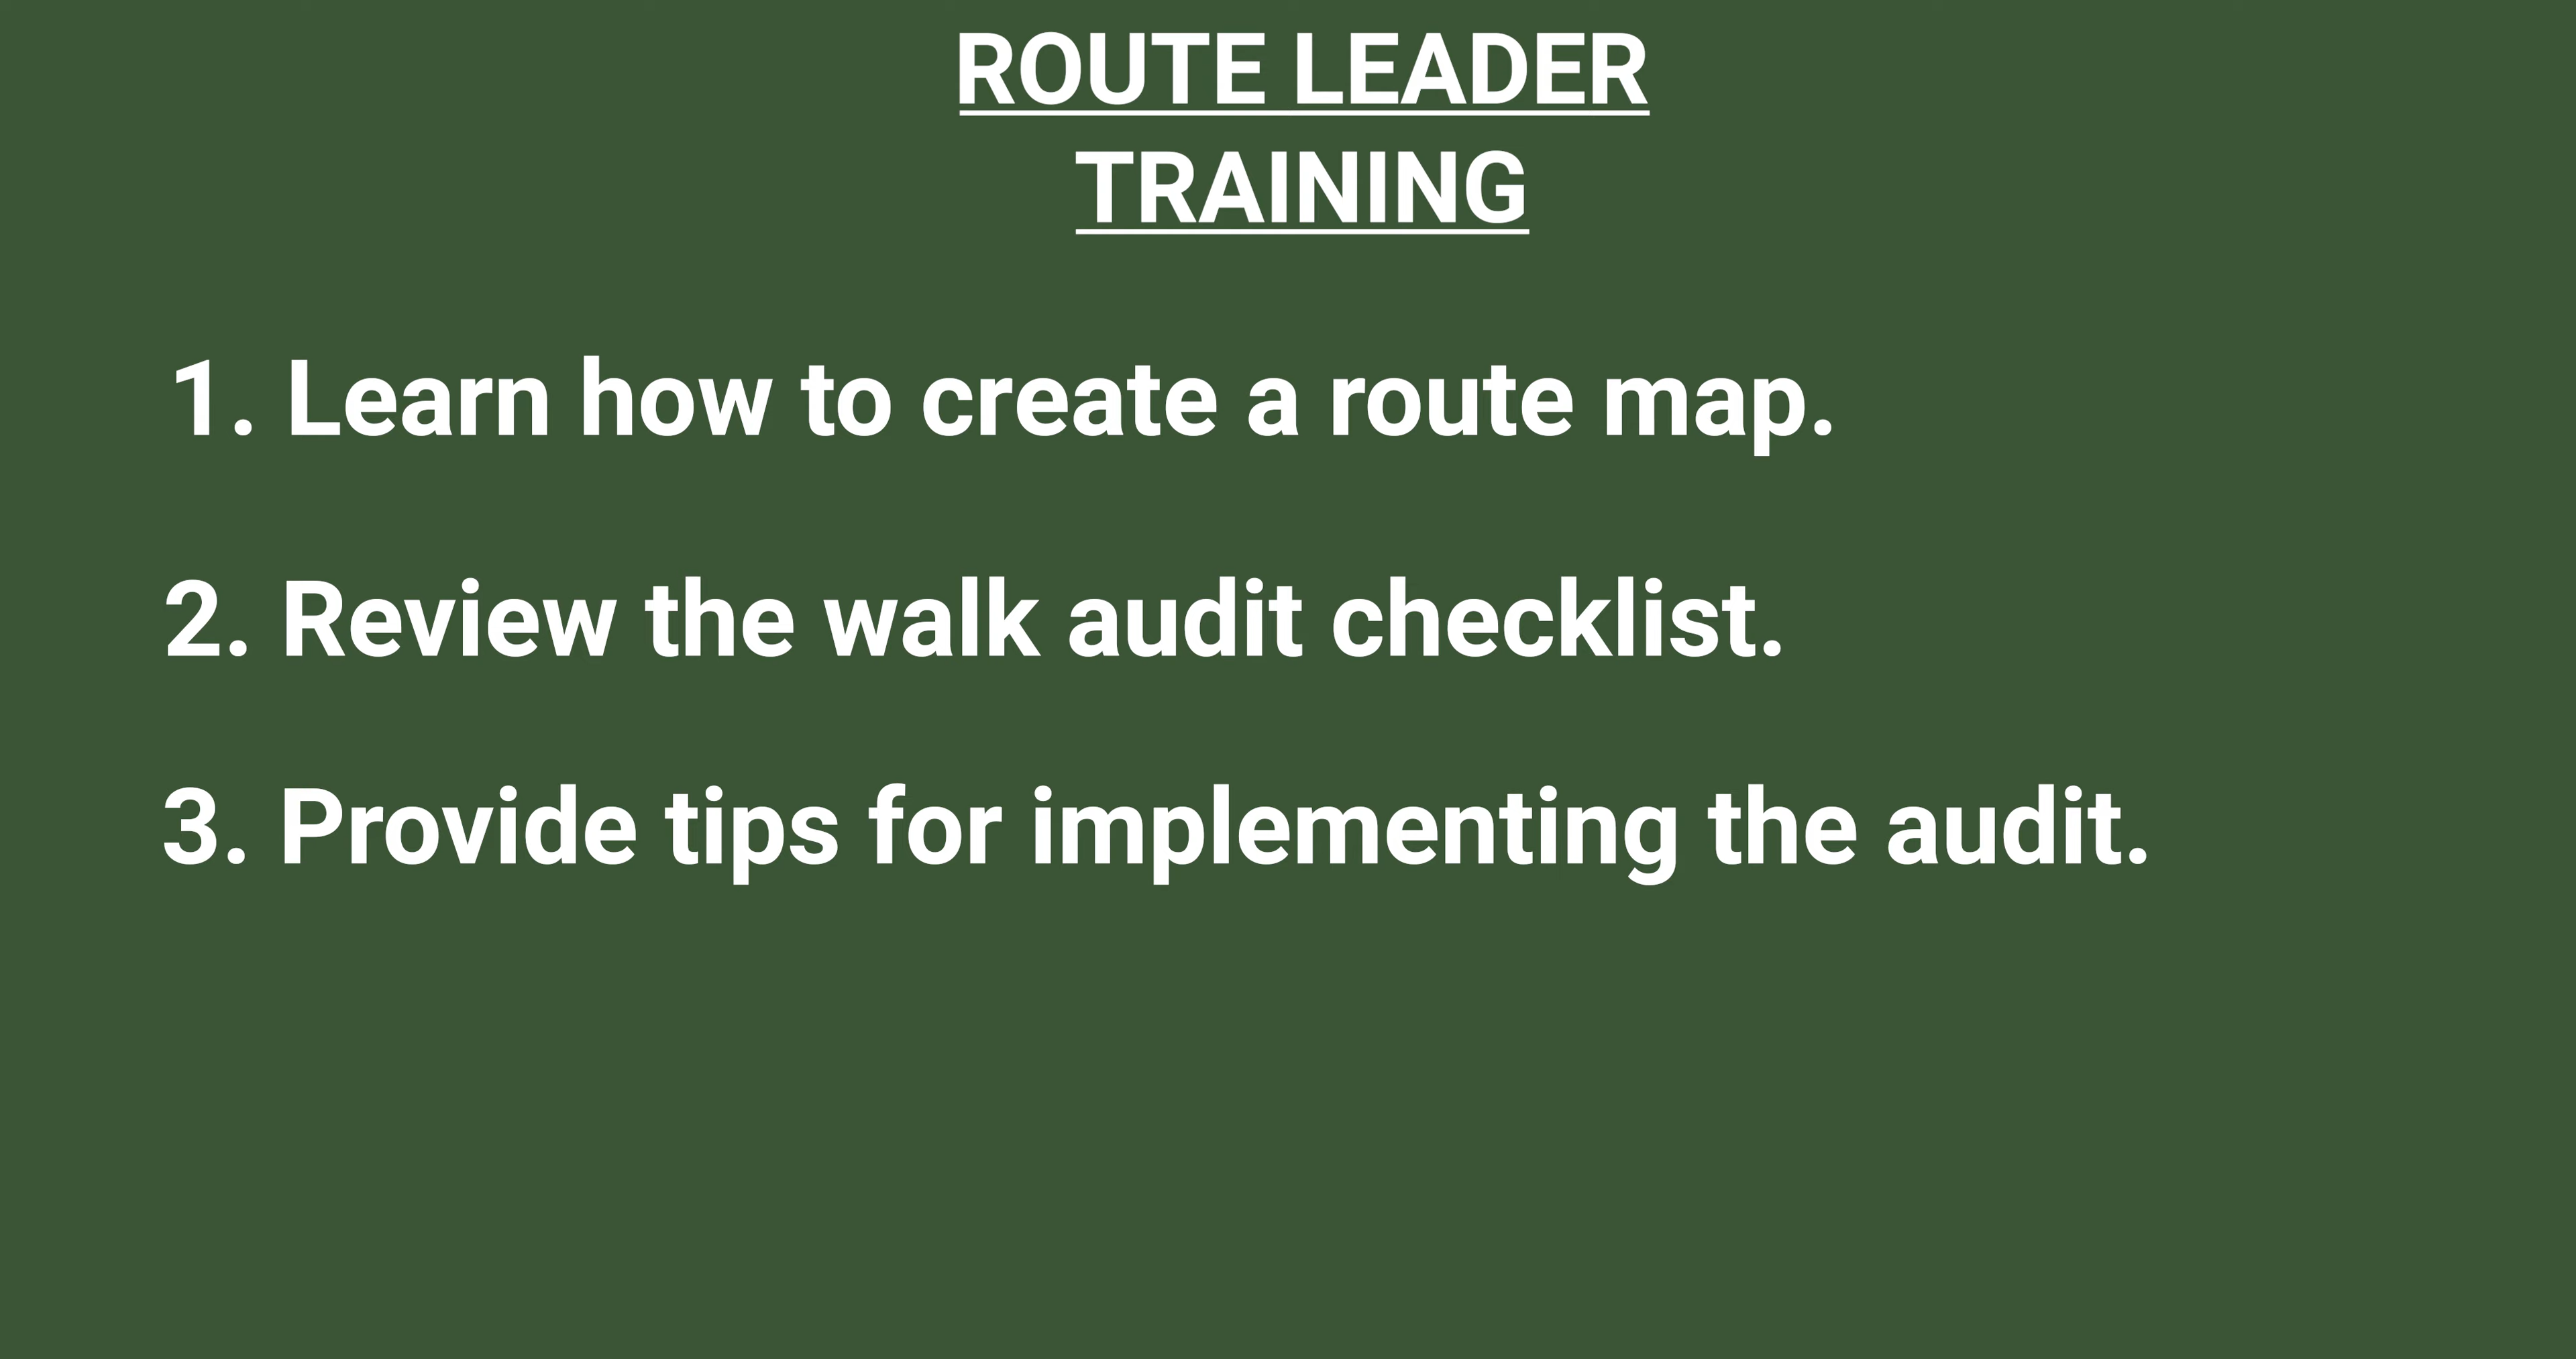 ROUTE LEADER
TRAINING
1. Learn how to create a route map.
2. Review the walk audit checklist.
3. Provide tips for implementing the audit.